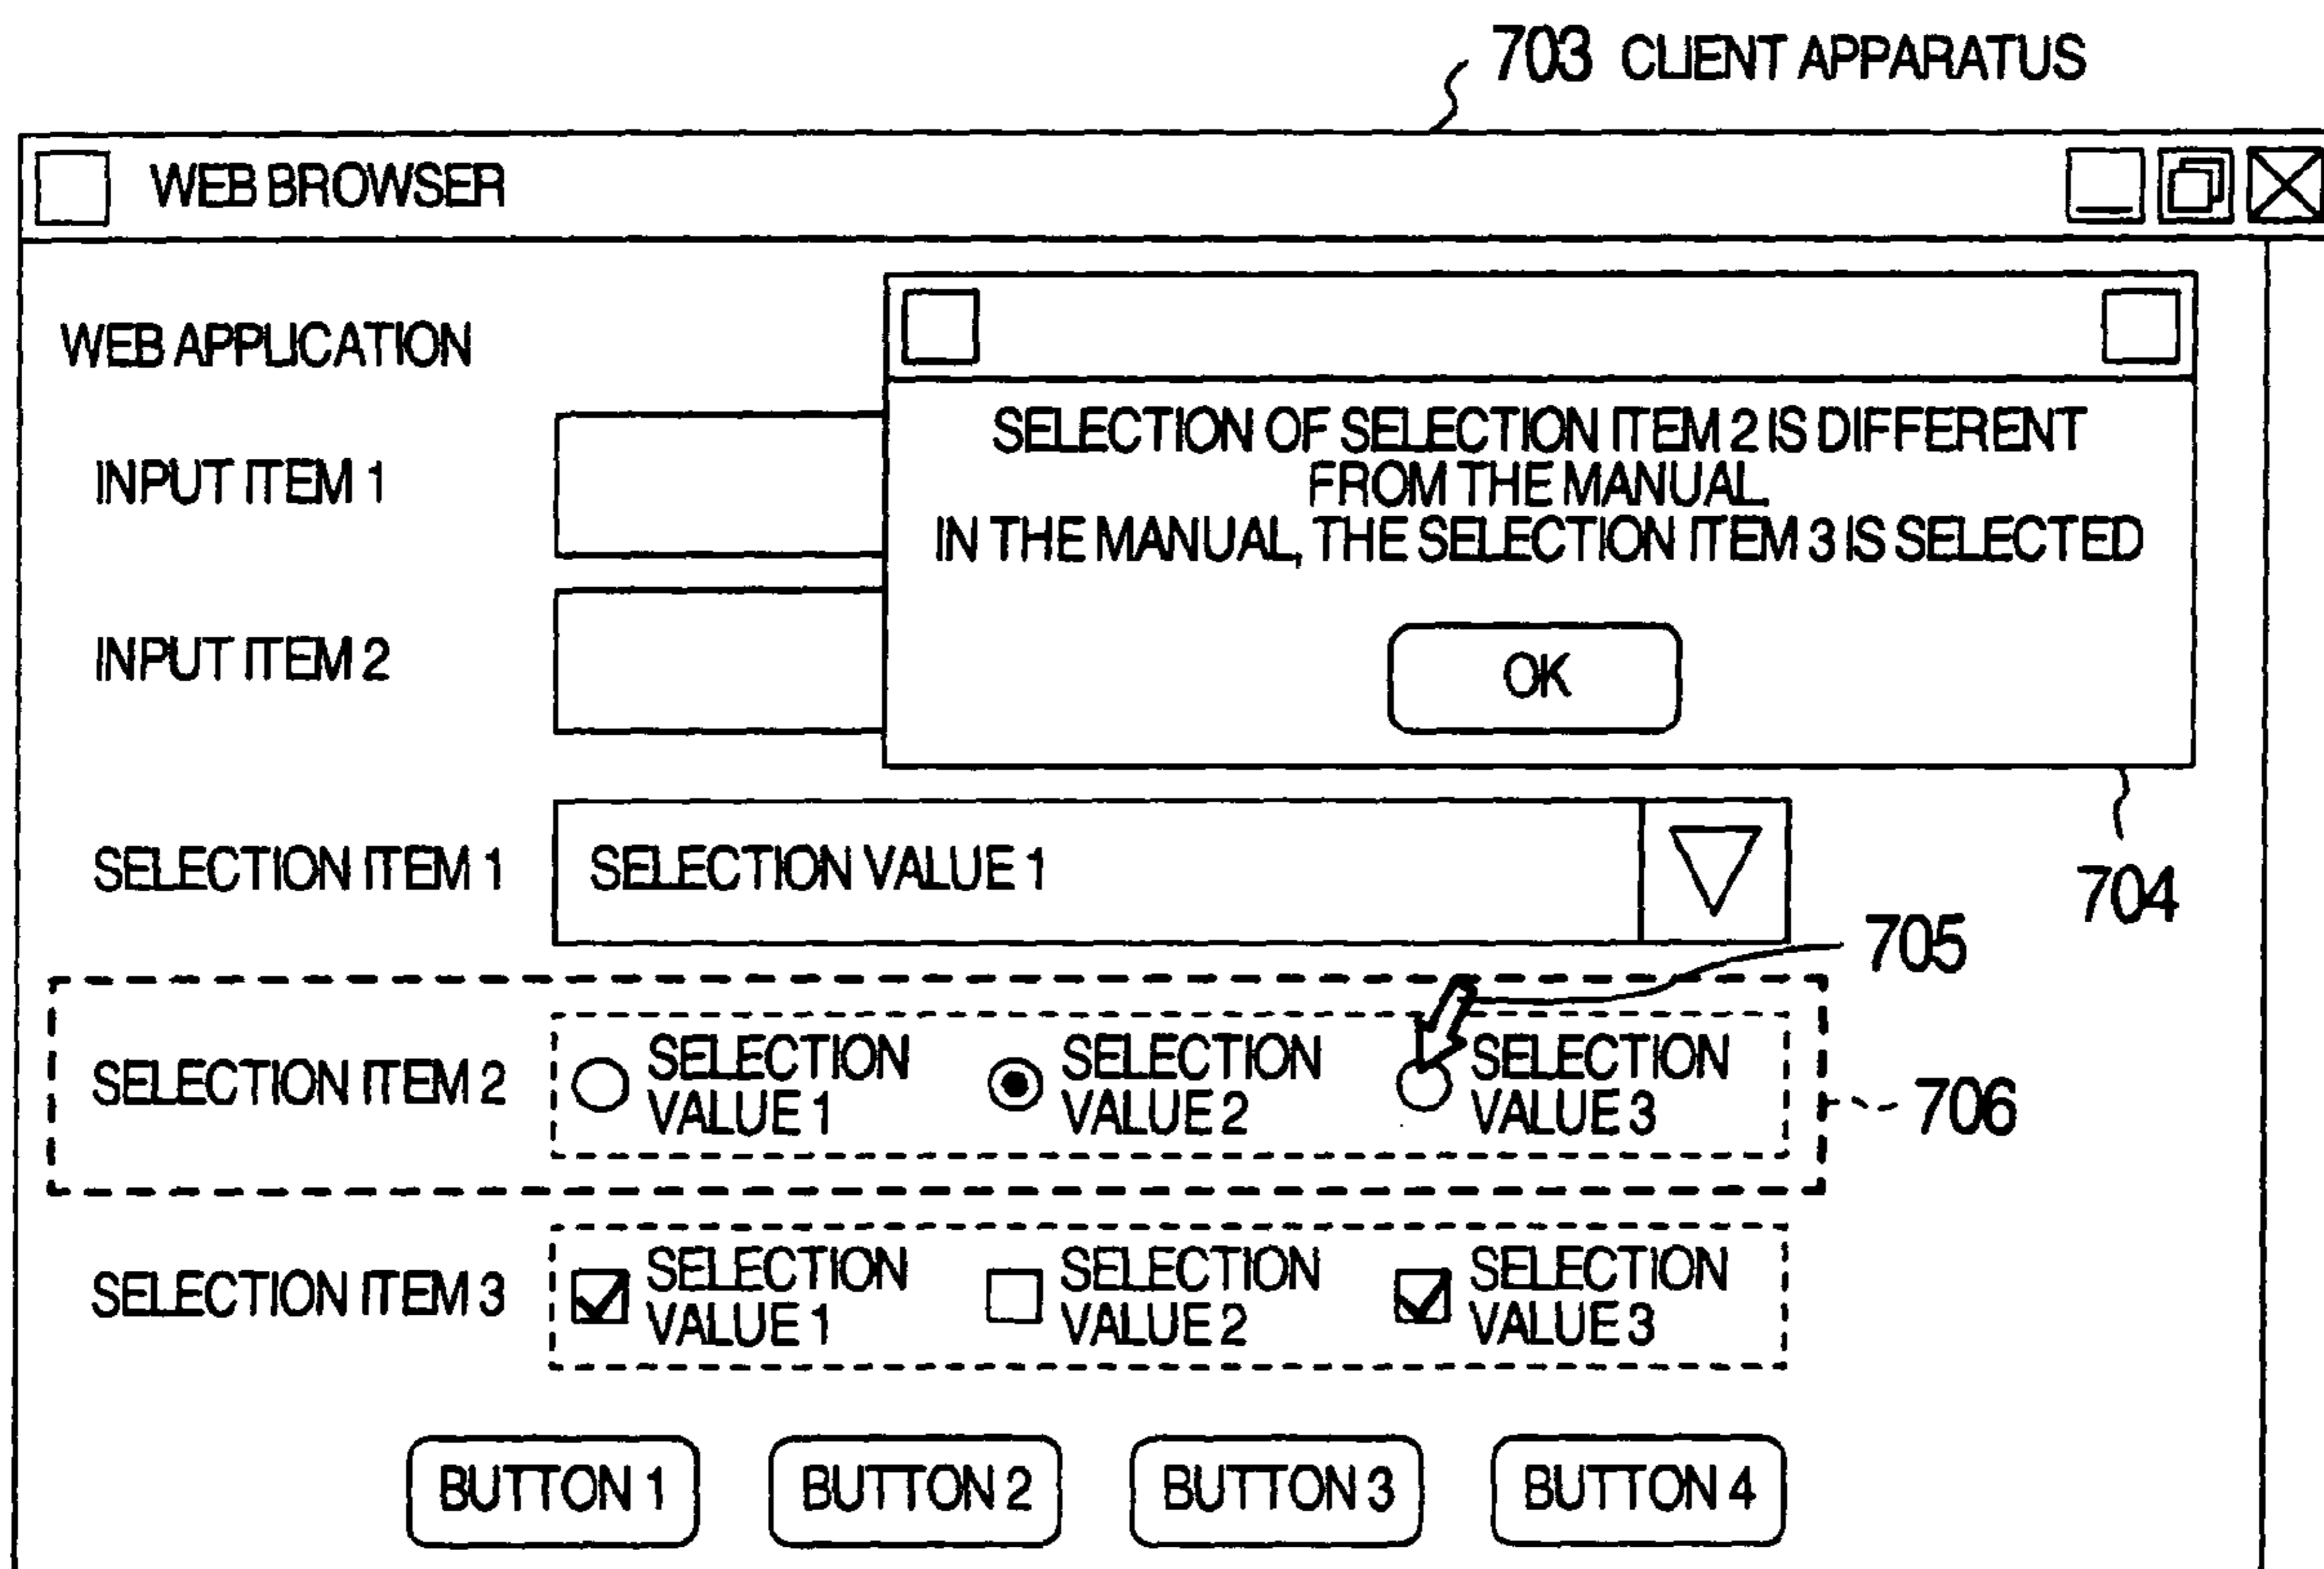 703 CLIENT APPARATUS
WEB BROWSER
WEB APPLICATION
SELECTION OF SELECTION ITEM 2 IS DIFFERENT
FROM THE MANUAL.
IN THE MANUAL, THE SELECTION ITEM 3 IS SELECTED
OK
INPUT ITEM 1
INPUT ITEM 2
704
SELECTION ITEM 1 SELECTION VALUE 1
705
SELECTION ITEM 2
SELECTION
VALUE 1
SELECTION
VALUE 2
SELECTION
VALUE 3
706
SELECTION ITEM 3
SELECTION
VALUE 1
SELECTION
VALUE 2
SELECTION
VALUE 3
BUTTON 1 BUTTON 2 BUTTON 3 BUTTON 4